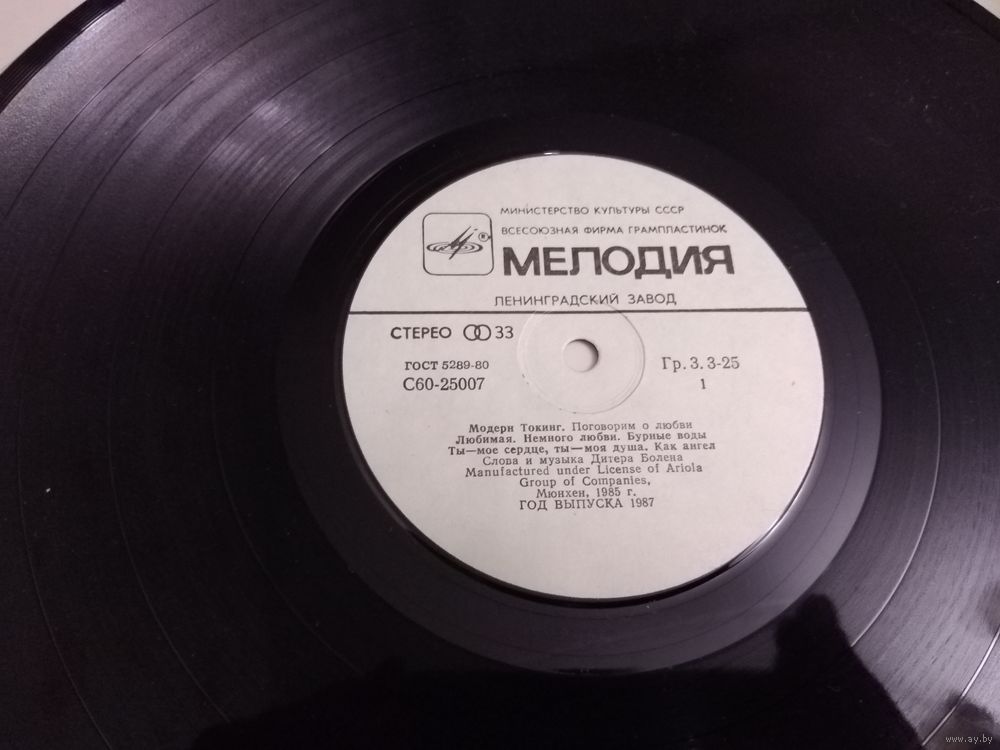 МИНИСТЕРСТВО КУЛЬТУРЫ СССР
ВСЕСОЮЗНАЯ ФИРМА ГРАМПЛАСТИНОК
®
МЕЛОДИЯ
ЛЕНИНГРАДСКИЙ ЗАВОД
СТЕРЕО 33
ГОСТ 5289-80
Гр. 3. 3-25
С60-25007
1
Модерн Токинг. Поговорим о любви
Любимая. Немного любви. Бурные воды
Ты—мое сердце, ты—моя душа. Как ангел
Слова и музыка Дитера Болена
Manufactured under License of Ariola
Group of Companies,
Мюнхен, 1985 г.
ГОД ВЫПУСКА 1987
www.ay.by